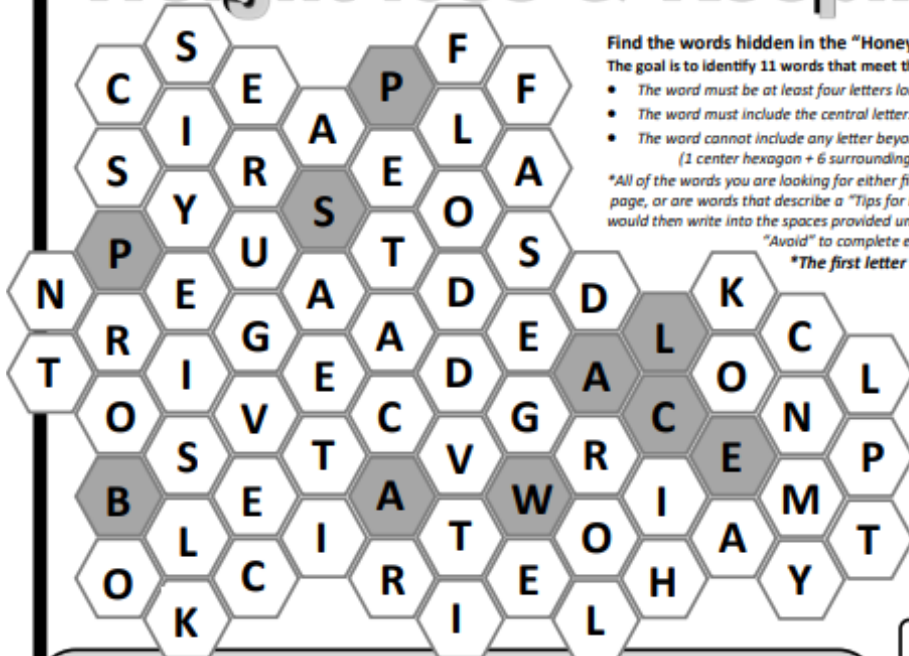 Find the words hidden in the "Honey
The goal is to identify 11 words that meet th
• The word must be at least four letters lo
• The word must include the central letter
• The word cannot include any letter beyo
(1 center hexagon + 6 surrounding
*All of the words you are looking for either fi
page, or are words that describe a "Tips for
would then write into the spaces provided un
"Avoid" to complete e
*The first letter
S F
C E P F
I A L
S R E A
Y S O
P U T S
N E A D D K
R G A E L C
T I E D A O L
O V C G C N
S T V R E P
B E A W I M
L I T O A T
O C R E H Y
K I L